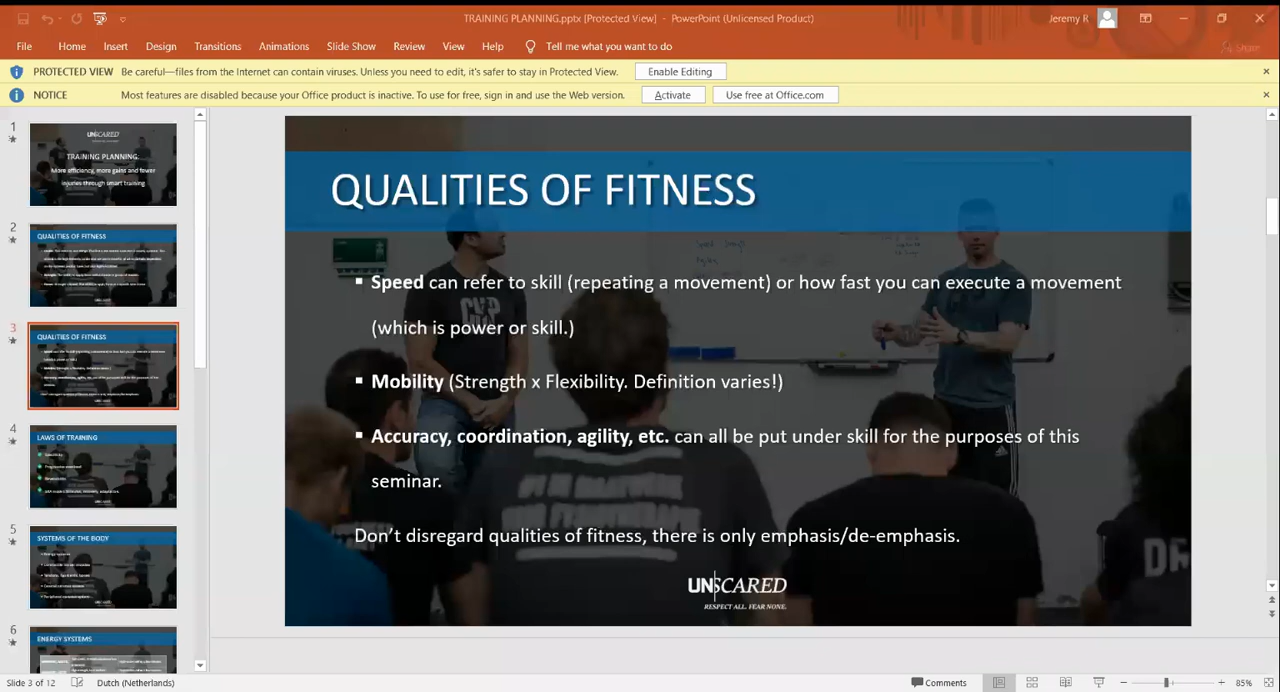 TRAINING PLANNING.pptx [Protected View] - PowerPoint (Unlicensed Product)
Jeremy R
File Home Insert Design Transitions Animations Slide Show Review View Help Tell me what you want to do
Share
PROTECTED VIEW Be careful—files from the Internet can contain viruses. Unless you need to edit, it's safer to stay in Protected View. Enable Editing
NOTICE Most features are disabled because your Office product is inactive. To use for free, sign in and use the Web version. Activate Use free at Office.com
1
UNSCARED
TRAINING PLANNING:
More efficiency, more gains and fewer
injuries through smart training
2
QUALITIES OF FITNESS
3
QUALITIES OF FITNESS
4
LAWS OF TRAINING
5
SYSTEMS OF THE BODY
6
ENERGY SYSTEMS
QUALITIES OF FITNESS
▪ Speed can refer to skill (repeating a movement) or how fast you can execute a movement
(which is power or skill.)
▪ Mobility (Strength x Flexibility. Definition varies!)
▪ Accuracy, coordination, agility, etc. can all be put under skill for the purposes of this
seminar.
Don't disregard qualities of fitness, there is only emphasis/de-emphasis.
UNSCARED
RESPECT ALL. FEAR NONE.
Slide 3 of 12 Dutch (Netherlands) Comments 85%